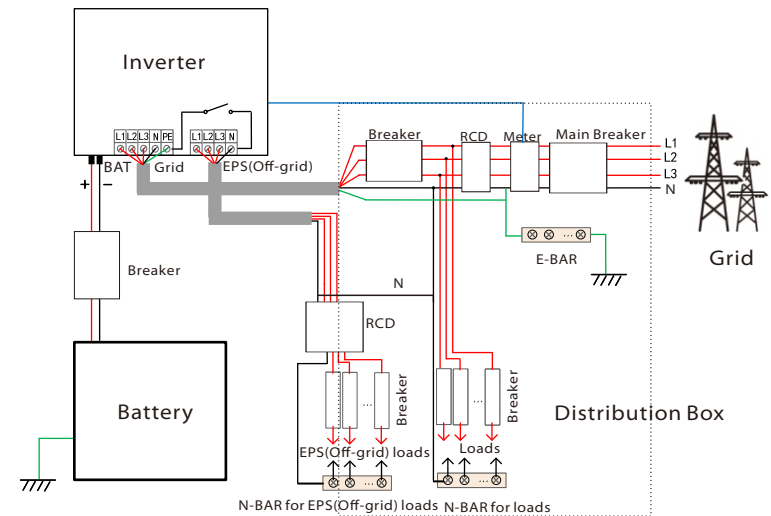 Inverter
L1 L2 L3 N PE
L1 L2 L3 N
BAT
Grid
EPS(Off-grid)
+
−
Breaker
RCD
Meter
Main Breaker
L1
L2
L3
N
Grid
... 
E-BAR
Breaker
N
RCD
Battery
...
Breaker
...
Breaker
Distribution Box
EPS(Off-grid) loads
Loads
...
...
N-BAR for EPS(Off-grid) loads
N-BAR for loads